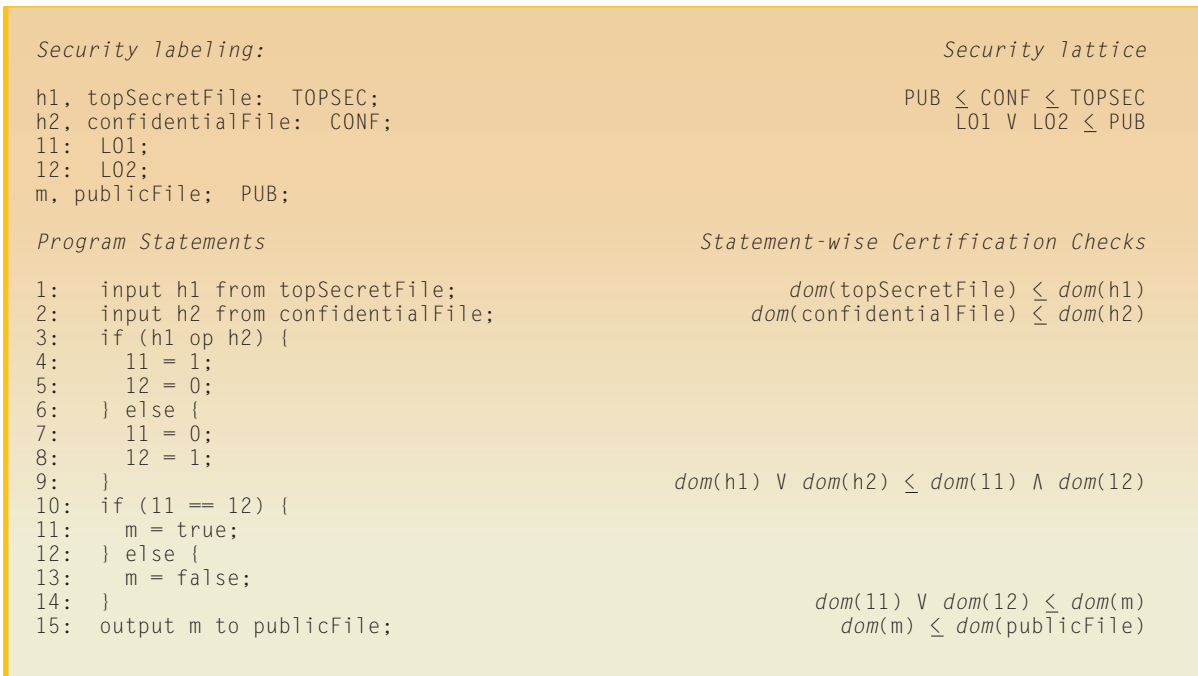 Security labeling: Security lattice
h1, topSecretFile: TOPSEC; PUB ≤ CONF ≤ TOPSEC
h2, confidentialFile: CONF; LO1 V LO2 ≤ PUB
l1: LO1;
l2: LO2;
m, publicFile; PUB;
Program Statements Statement-wise Certification Checks
1: input h1 from topSecretFile; dom(topSecretFile) ≤ dom(h1)
2: input h2 from confidentialFile; dom(confidentialFile) ≤ dom(h2)
3: if (h1 op h2) {
4: l1 = 1;
5: l2 = 0;
6: } else {
7: l1 = 0;
8: l2 = 1;
9: } dom(h1) V dom(h2) ≤ dom(l1) Λ dom(l2)
10: if (l1 == l2) {
11: m = true;
12: } else {
13: m = false;
14: } dom(l1) V dom(l2) ≤ dom(m)
15: output m to publicFile; dom(m) ≤ dom(publicFile)